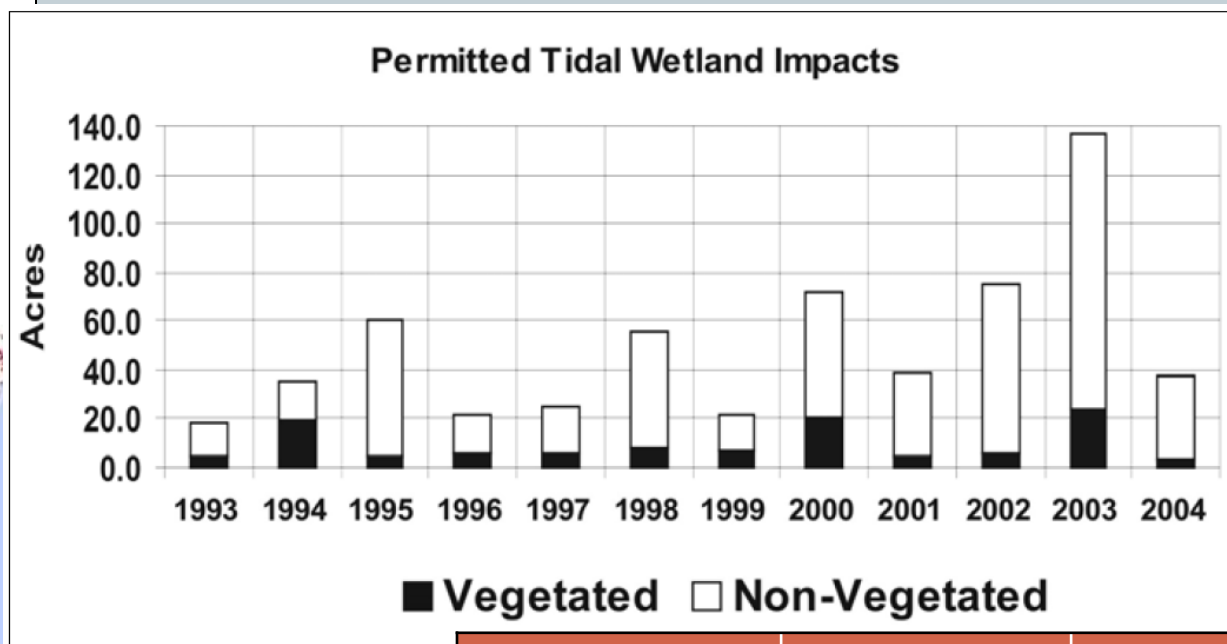 Permitted Tidal Wetland Impacts
140.0
120.0
100.0
80.0
60.0
40.0
20.0
0.0
Acres
1993 1994 1995 1996 1997 1998 1999 2000 2001 2002 2003 2004
Vegetated Non-Vegetated